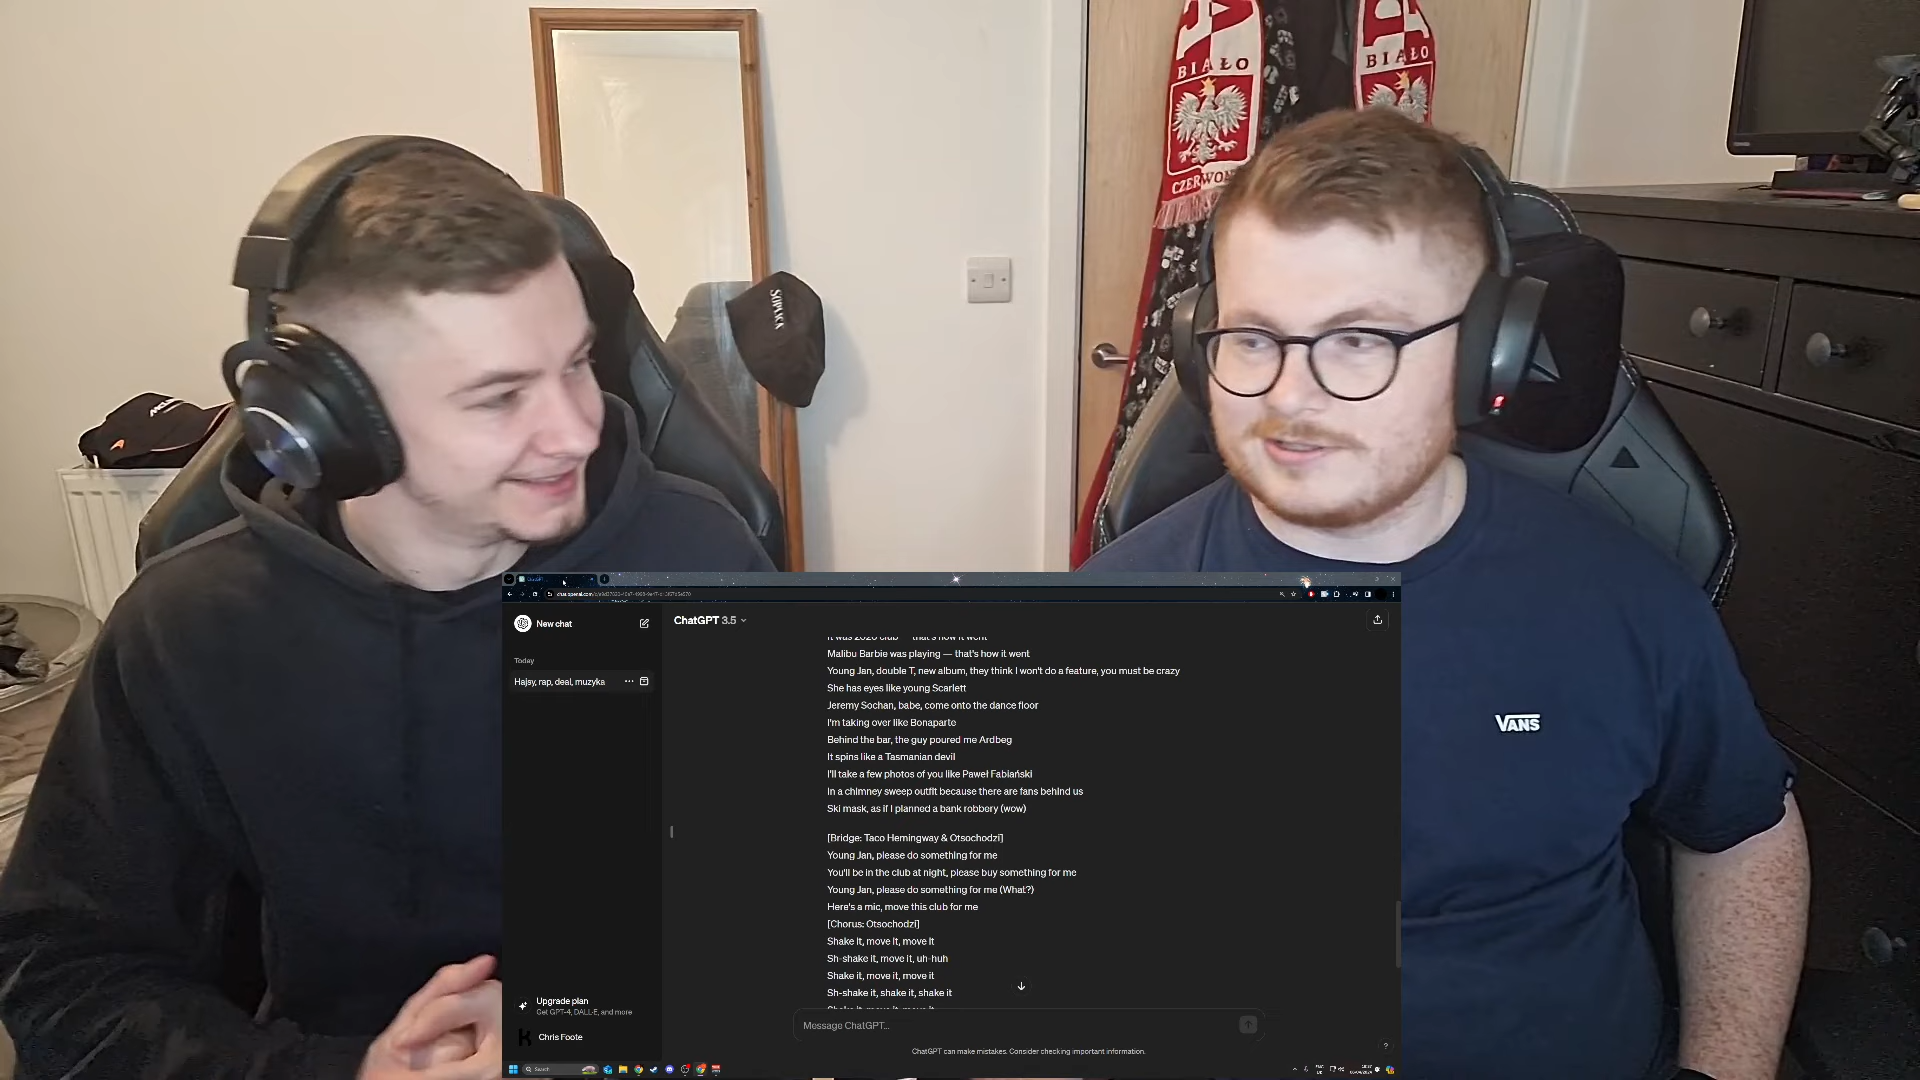 BIAŁO
BIAŁO
CZERWON
SOPLICA
VANS
New chat
Today
Hajsy, rap, deal, muzyka
Upgrade plan
Get GPT-4, DALL·E, and more
Chris Foote
Search
ChatGPT 3.5
Malibu Barbie was playing — that's how it went
Young Jan, double T, new album, they think I won't do a feature, you must be crazy
She has eyes like young Scarlett
Jeremy Sochan, babe, come onto the dance floor
I'm taking over like Bonaparte
Behind the bar, the guy poured me Ardbeg
It spins like a Tasmanian devil
I'll take a few photos of you like Paweł Fabiański
In a chimney sweep outfit because there are fans behind us
Ski mask, as if I planned a bank robbery (wow)
[Bridge: Taco Hemingway & Otsochodzi]
Young Jan, please do something for me
You'll be in the club at night, please buy something for me
Young Jan, please do something for me (What?)
Here's a mic, move this club for me
[Chorus: Otsochodzi]
Shake it, move it, move it
Sh-shake it, move it, uh-huh
Shake it, move it, move it
Sh-shake it, shake it, shake it
Message ChatGPT...
ChatGPT can make mistakes. Consider checking important information.